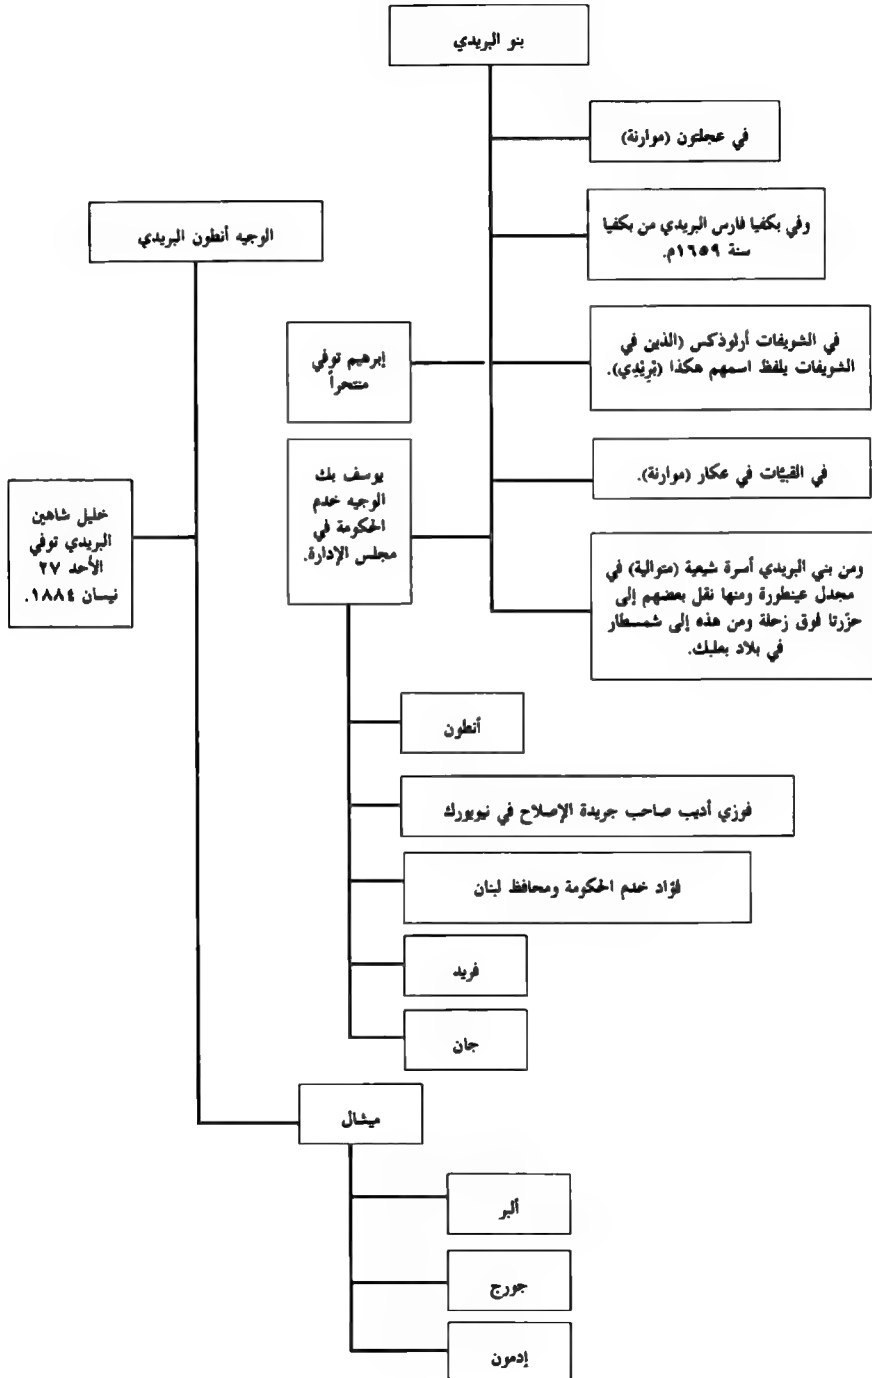 بنو البريدي
في عجلتون (موارنة)
وفي بكفيا فارس البريدي من بكفيا
سنة ١٦٥٩م.
في الشويفات أرثوذكس (الذين في
الشويفات يلفظ اسمهم هكذا (بْرِيْدِي).
في القبيّات في عكار (موارنة).
ومن بني البريدي أسرة شيعية (متوالية) في
مجدل عينطورة ومنها نقل بعضهم إلى
حزّرتا فوق زحلة ومن هذه إلى شمسطار
في بلاد بعلبك.
إبرهيم توفي
منتحراً
يوسف بك
الوجيه خدم
الحكومة في
مجلس الإدارة.
أنطون
فوزي أديب صاحب جريدة الإصلاح في نيويورك
فؤاد خدم الحكومة ومحافظ لبنان
فريد
جان
الوجيه أنطون البريدي
خليل شاهين
البريدي توفي
الأحد ٢٧
نيسان ١٨٨٤.
ميشال
ألبر
جورج
إدمون